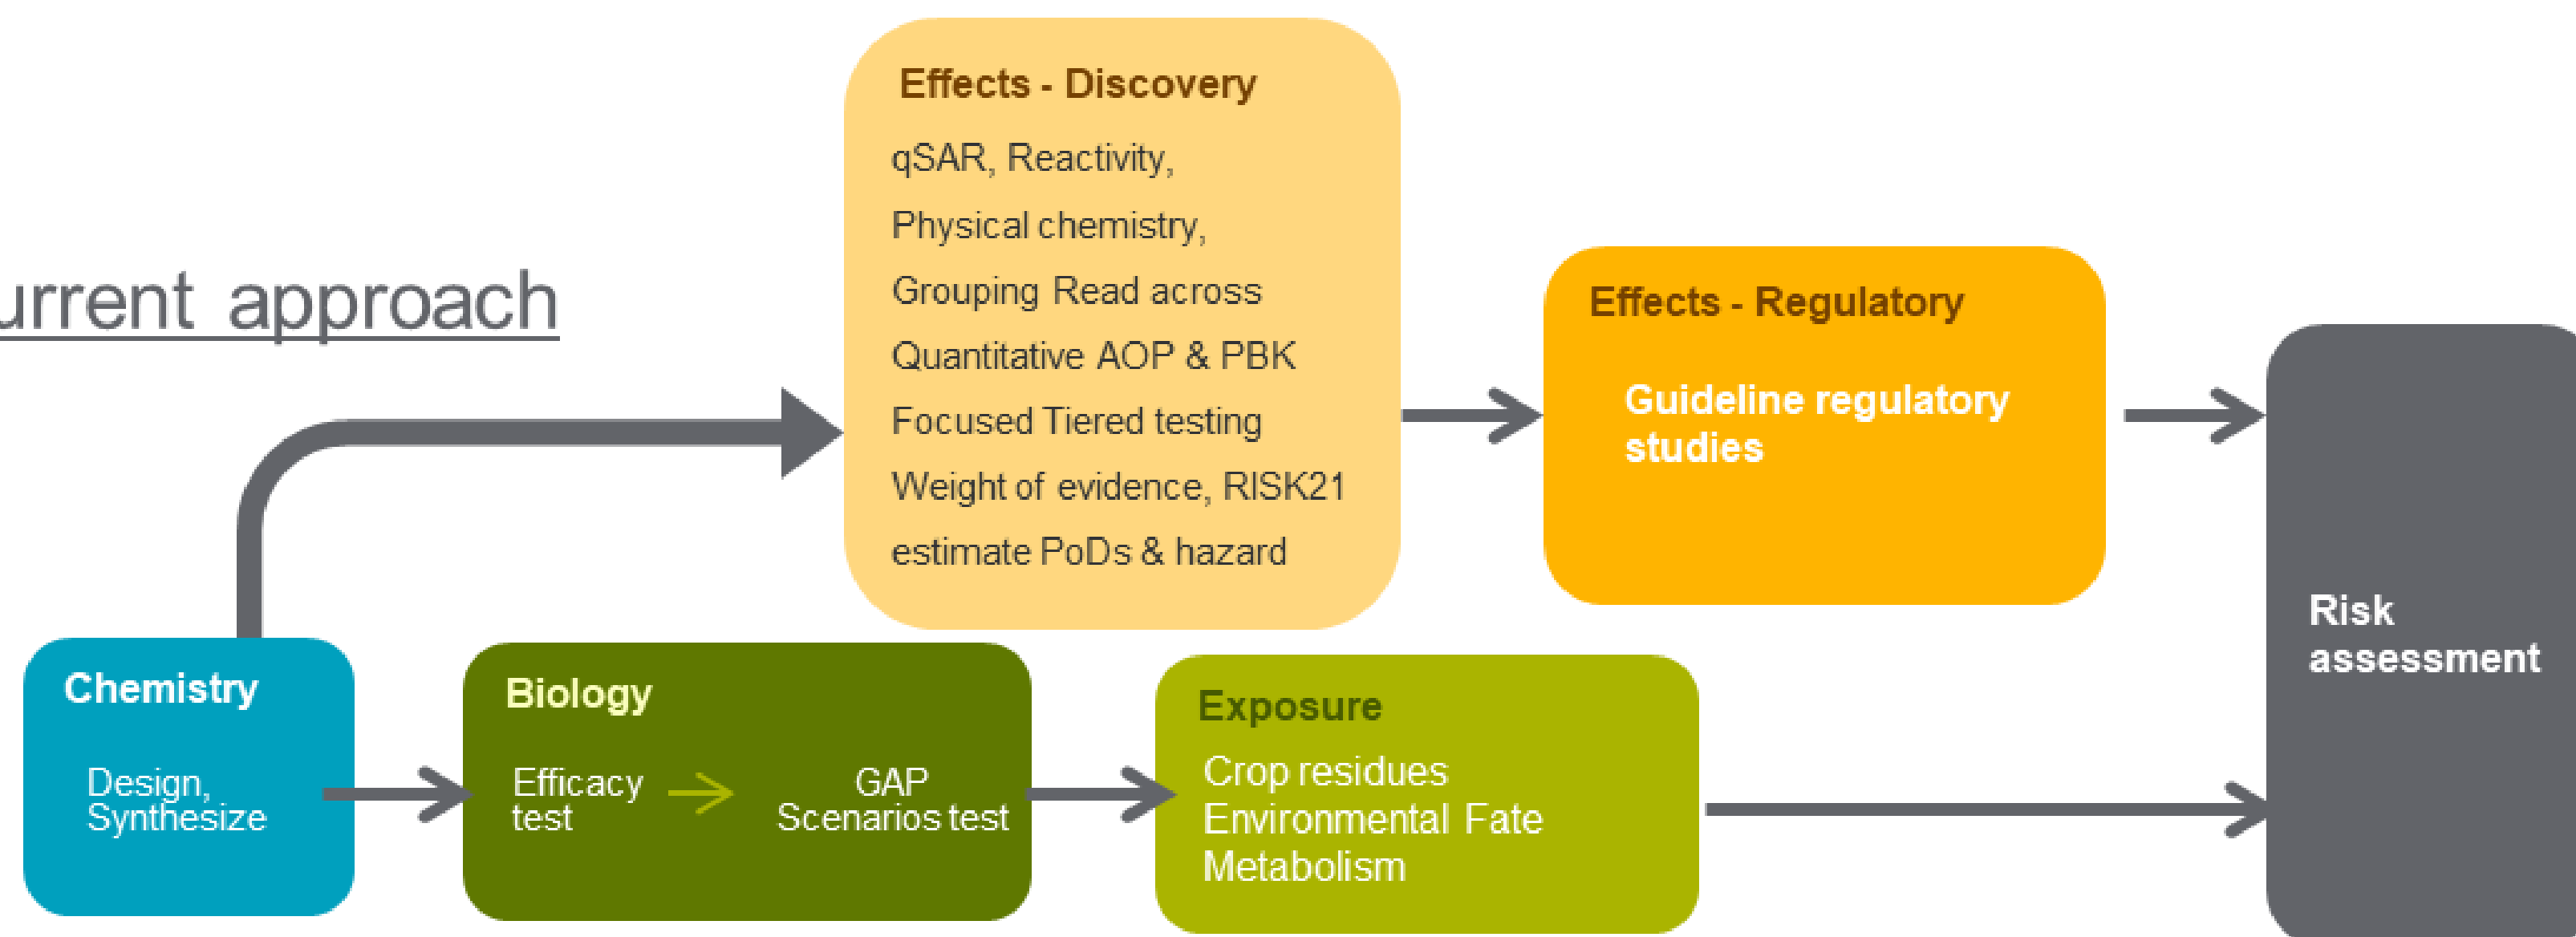 urrent approach
Effects - Discovery
qSAR, Reactivity,
Physical chemistry,
Grouping Read across
Quantitative AOP & PBK
Focused Tiered testing
Weight of evidence, RISK21
estimate PoDs & hazard
Effects - Regulatory
Guideline regulatory
studies
Chemistry
Design,
Synthesize
Biology
Efficacy
test
GAP
Scenarios test
Exposure
Crop residues
Environmental Fate
Metabolism
Risk
assessment